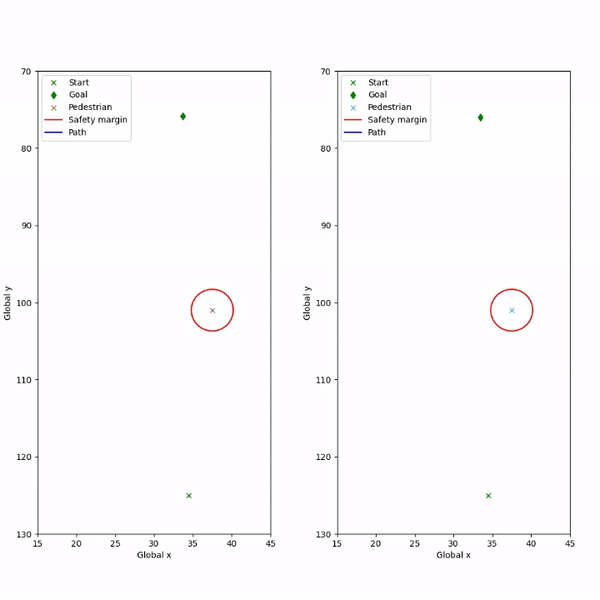 70
80
90
100
110
120
130
Global y
15
20
25
30
35
40
45
Global x
Start
Goal
Pedestrian
Safety margin
Path
70
80
90
100
110
120
130
Global y
15
20
25
30
35
40
45
Global x
Start
Goal
Pedestrian
Safety margin
Path